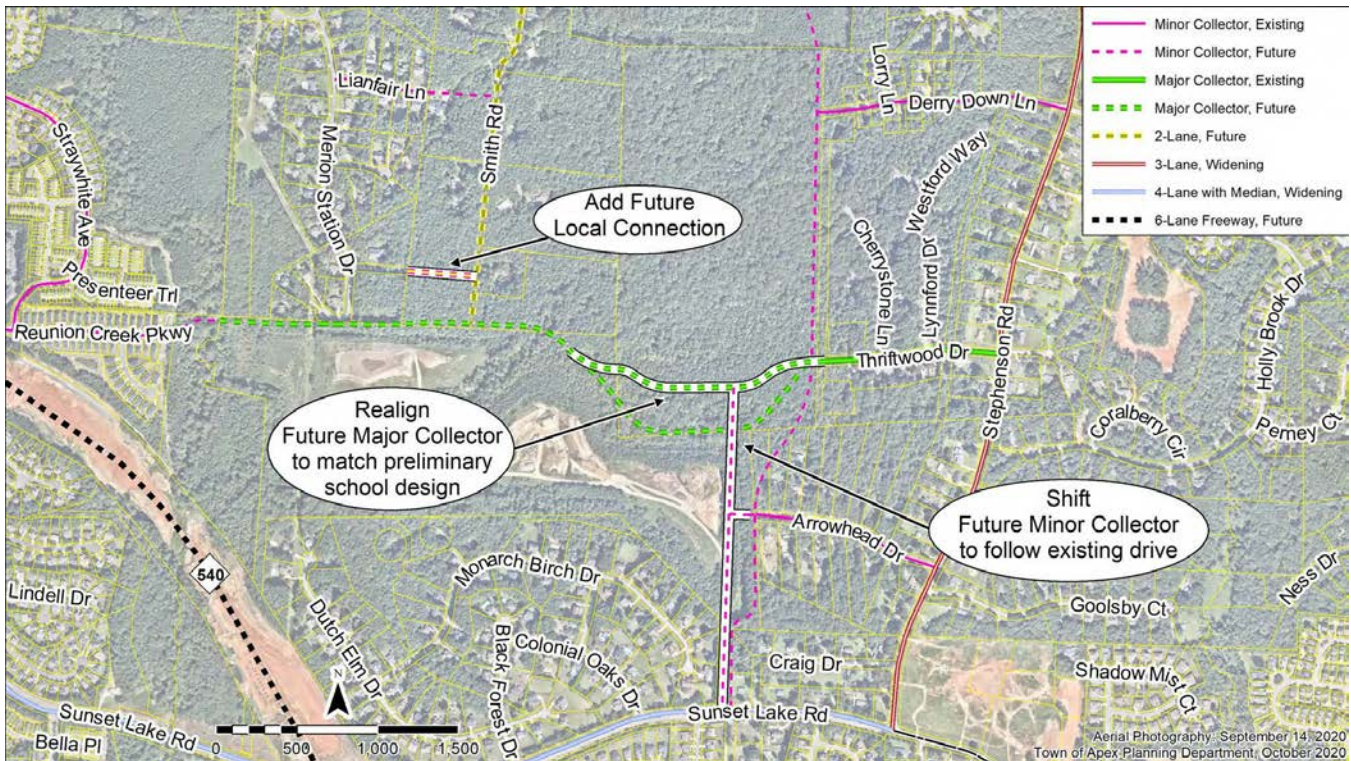 Minor Collector, Existing
Minor Collector, Future
Major Collector, Existing
Major Collector, Future
2-Lane, Future
3-Lane, Widening
4-Lane with Median, Widening
6-Lane Freeway, Future
Lianfair Ln
Smith Rd
Merion Station Dr
Straywhite Ave
Presenteer Trl
Reunion Creek Pkwy
Lorry Ln
Derry Down Ln
Westford Way
Cherrystone Ln
Lynnford Dr
Thriftwood Dr
Stephenson Rd
Holly Brook Dr
Coralberry Cir
Perney Ct
Add Future
Local Connection
Realign
Future Major Collector
to match preliminary
school design
Shift
Future Minor Collector
to follow existing drive
Arrowhead Dr
Goolsby Ct
Ness Dr
Craig Dr
Shadow Mist Ct
540
Lindell Dr
Dutch Elm Dr
Monarch Birch Dr
Black Forest Dr
Colonial Oaks Dr
Sunset Lake Rd
Bella Pl
Sunset Lake Rd
N
0 500 1,000 1,500
Aerial Photography: September 14, 2020
Town of Apex Planning Department, October 2020